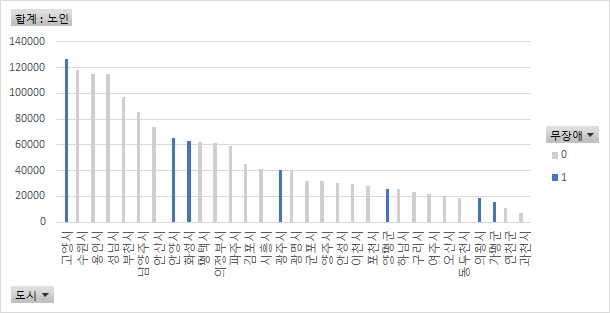 합계 : 노인
140000
120000
100000
80000
60000
40000
20000
0
고양시
수원시
용인시
성남시
부천시
남양주시
안산시
안양시
화성시
평택시
의정부시
파주시
김포시
시흥시
광주시
광명시
군포시
양주시
안성시
이천시
포천시
양평군
하남시
구리시
여주시
오산시
동두천시
의왕시
가평군
연천군
과천시
무장애
0
1
도시